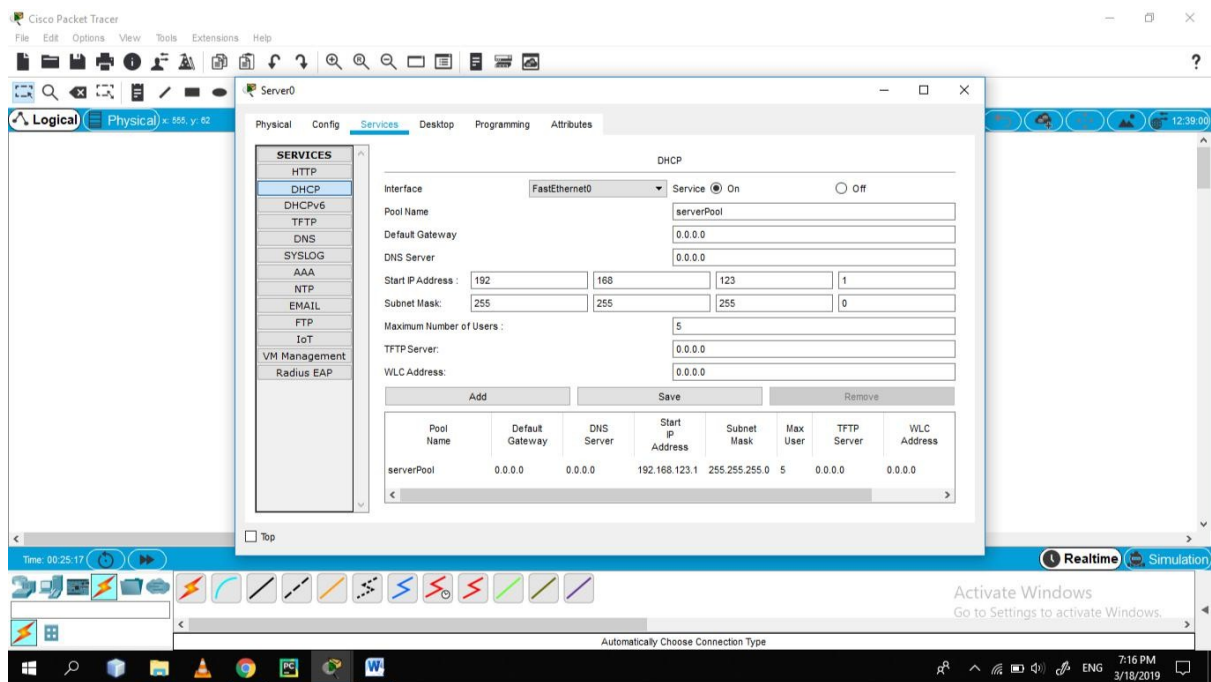 Cisco Packet Tracer
File Edit Options View Tools Extensions Help
?
Server0
Logical Physical x: 555, y: 62
12:39:00
Physical Config Services Desktop Programming Attributes
SERVICES
HTTP
DHCP
DHCPv6
TFTP
DNS
SYSLOG
AAA
NTP
EMAIL
FTP
IoT
VM Management
Radius EAP
DHCP
Interface FastEthernet0 Service On Off
Pool Name serverPool
Default Gateway 0.0.0.0
DNS Server 0.0.0.0
Start IP Address : 192 168 123 1
Subnet Mask: 255 255 255 0
Maximum Number of Users : 5
TFTP Server: 0.0.0.0
WLC Address: 0.0.0.0
Add Save Remove
Pool Name Default Gateway DNS Server Start IP Address Subnet Mask Max User TFTP Server WLC Address
serverPool 0.0.0.0 0.0.0.0 192.168.123.1 255.255.255.0 5 0.0.0.0 0.0.0.0
Top
Time: 00:25:17
Realtime Simulation
Activate Windows
Go to Settings to activate Windows.
Automatically Choose Connection Type
ENG
7:16 PM
3/18/2019